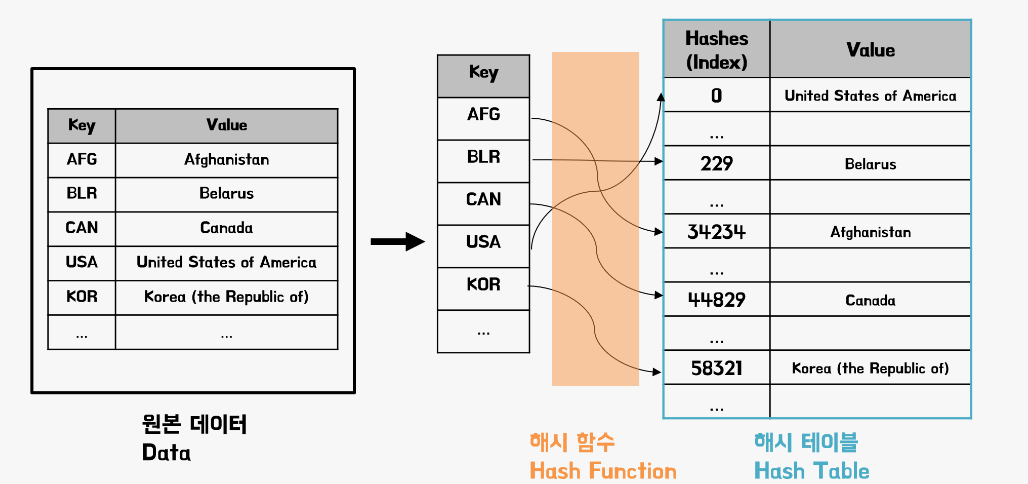 Key Value
AFG Afghanistan
BLR Belarus
CAN Canada
USA United States of America
KOR Korea (the Republic of)
... ...
원본 데이터
Data
Key
AFG
BLR
CAN
USA
KOR
...
해시 함수
Hash Function
Hashes
(Index) Value
0 United States of America
...
229 Belarus
...
34234 Afghanistan
...
44829 Canada
...
58321 Korea (the Republic of)
...
해시 테이블
Hash Table